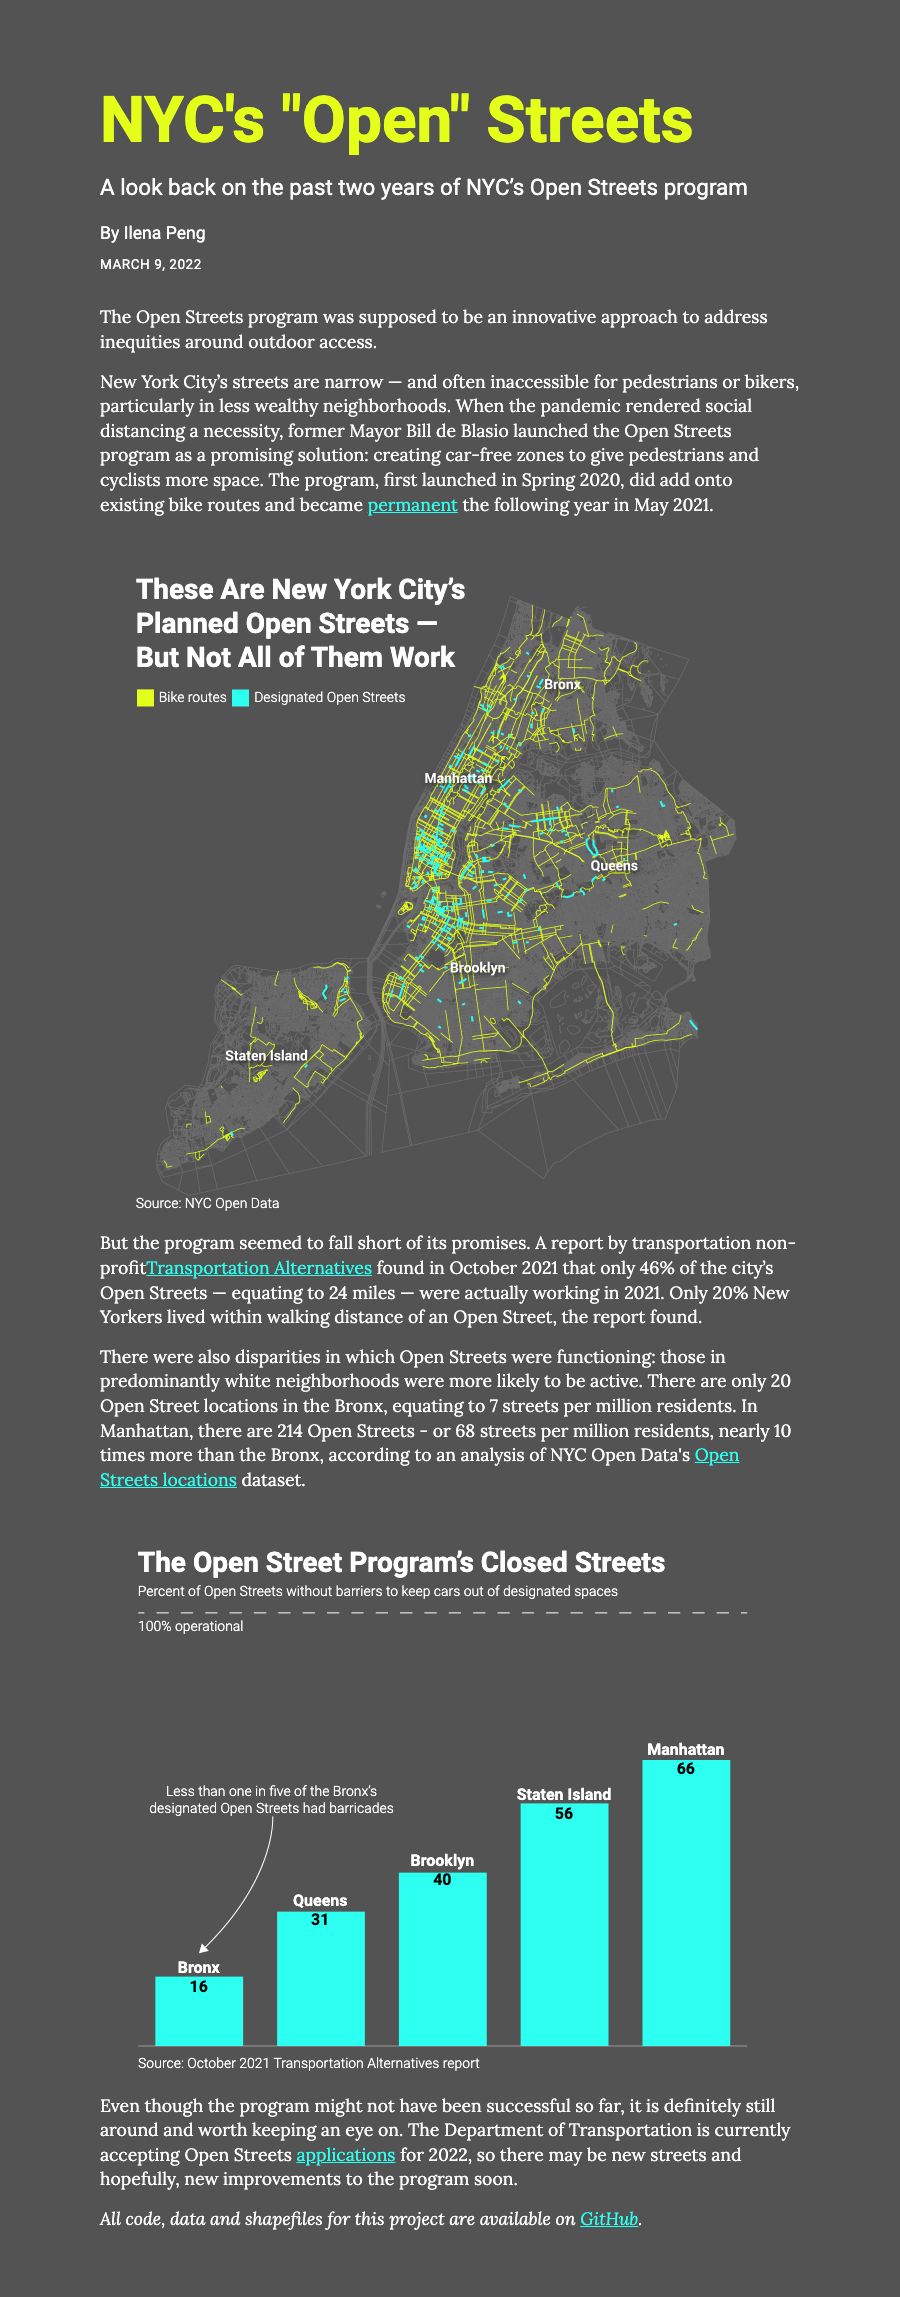 NYC's "Open" Streets
A look back on the past two years of NYC’s Open Streets program
By Ilena Peng
MARCH 9, 2022
The Open Streets program was supposed to be an innovative approach to address
inequities around outdoor access.
New York City’s streets are narrow — and often inaccessible for pedestrians or bikers,
particularly in less wealthy neighborhoods. When the pandemic rendered social
distancing a necessity, former Mayor Bill de Blasio launched the Open Streets
program as a promising solution: creating car-free zones to give pedestrians and
cyclists more space. The program, first launched in Spring 2020, did add onto
existing bike routes and became permanent the following year in May 2021.
These Are New York City’s
Planned Open Streets —
But Not All of Them Work
Bike routes Designated Open Streets
Bronx
Manhattan
Queens
Brooklyn
Staten Island
Source: NYC Open Data
But the program seemed to fall short of its promises. A report by transportation non-
profitTransportation Alternatives found in October 2021 that only 46% of the city’s
Open Streets — equating to 24 miles — were actually working in 2021. Only 20% New
Yorkers lived within walking distance of an Open Street, the report found.
There were also disparities in which Open Streets were functioning: those in
predominantly white neighborhoods were more likely to be active. There are only 20
Open Street locations in the Bronx, equating to 7 streets per million residents. In
Manhattan, there are 214 Open Streets - or 68 streets per million residents, nearly 10
times more than the Bronx, according to an analysis of NYC Open Data's Open
Streets locations dataset.
The Open Street Program’s Closed Streets
Percent of Open Streets without barriers to keep cars out of designated spaces
100% operational
Manhattan
66
Less than one in five of the Bronx’s
designated Open Streets had barricades
Staten Island
56
Brooklyn
40
Queens
31
Bronx
16
Source: October 2021 Transportation Alternatives report
Even though the program might not have been successful so far, it is definitely still
around and worth keeping an eye on. The Department of Transportation is currently
accepting Open Streets applications for 2022, so there may be new streets and
hopefully, new improvements to the program soon.
All code, data and shapefiles for this project are available on GitHub.